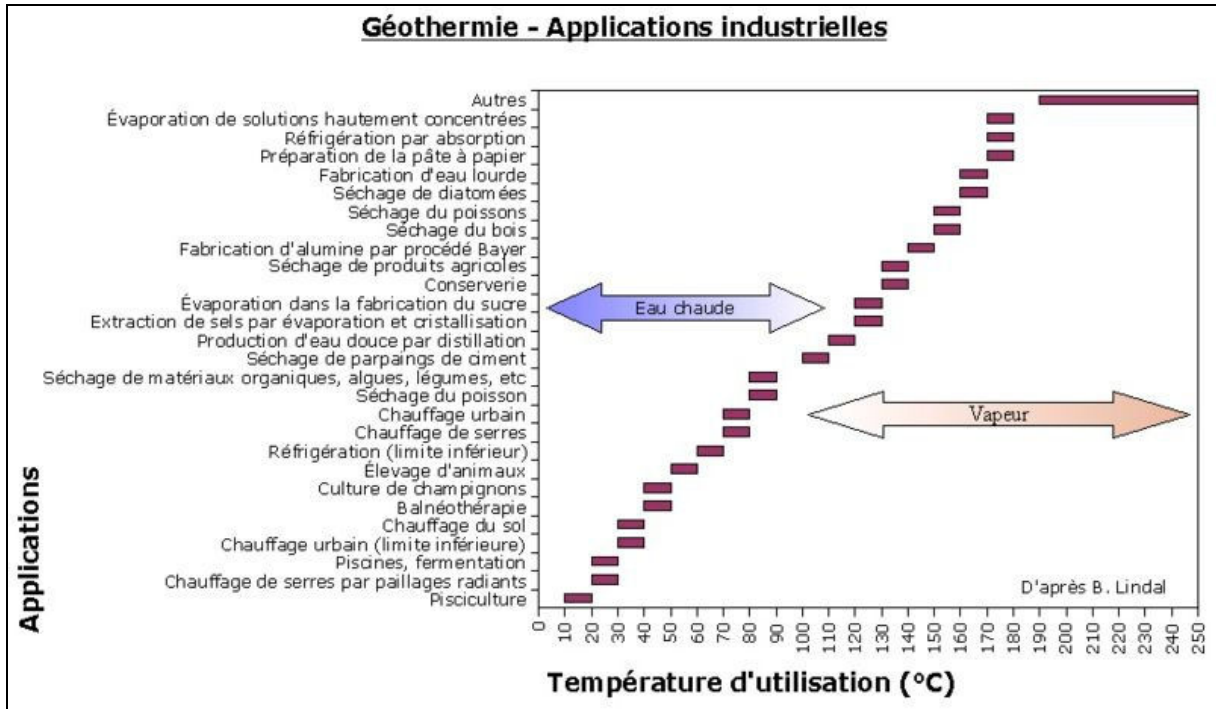 Géothermie - Applications industrielles
Autres
Évaporation de solutions hautement concentrées
Réfrigération par absorption
Préparation de la pâte à papier
Fabrication d'eau lourde
Séchage de diatomées
Séchage du poissons
Séchage du bois
Fabrication d'alumine par procédé Bayer
Séchage de produits agricoles
Conserverie
Évaporation dans la fabrication du sucre
Extraction de sels par évaporation et cristallisation
Production d'eau douce par distillation
Séchage de parpaings de ciment
Séchage de matériaux organiques, algues, légumes, etc
Séchage du poisson
Chauffage urbain
Chauffage de serres
Réfrigération (limite inférieur)
Élevage d'animaux
Culture de champignons
Balnéothérapie
Chauffage du sol
Chauffage urbain (limite inférieure)
Piscines, fermentation
Chauffage de serres par paillages radiants
Pisciculture
Eau chaude
Vapeur
D'après B. Lindal
Applications
0 10 20 30 40 50 60 70 80 90 100 110 120 130 140 150 160 170 180 190 200 210 220 230 240 250
Température d'utilisation (°C)